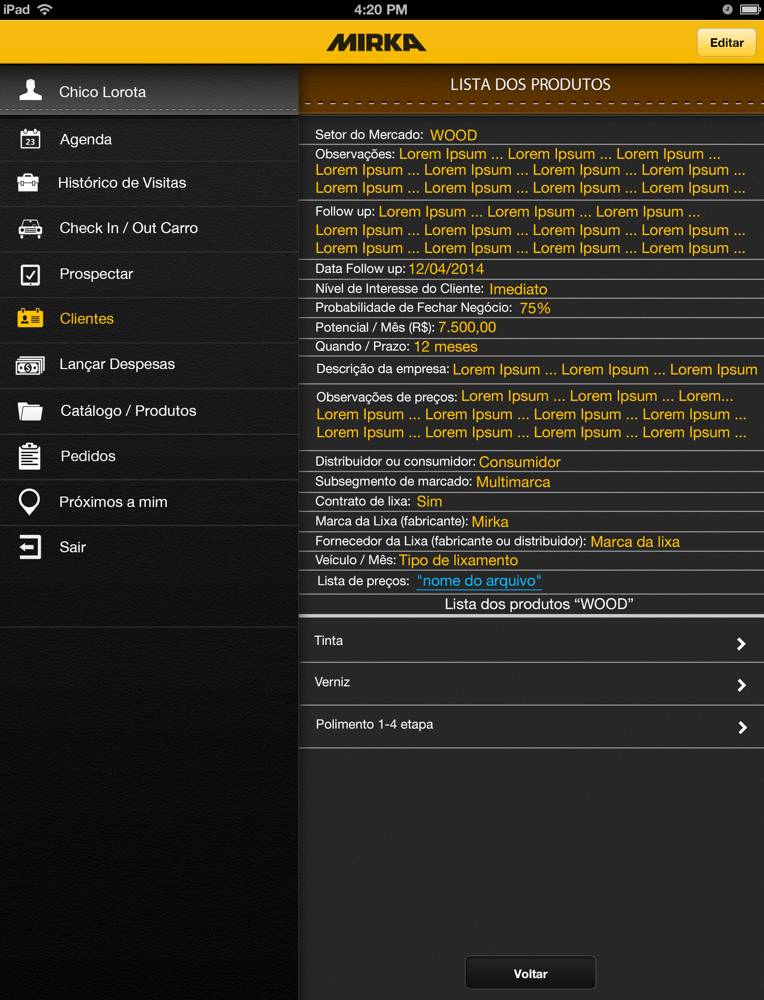 iPad
4:20 PM
MIRKA
Editar
Chico Lorota
23
Agenda
Histórico de Visitas
Check In / Out Carro
Prospectar
Clientes
$
Lançar Despesas
Catálogo / Produtos
Pedidos
Próximos a mim
Sair
LISTA DOS PRODUTOS
Setor do Mercado: WOOD
Observações: Lorem Ipsum ... Lorem Ipsum ... Lorem Ipsum ...
Lorem Ipsum ... Lorem Ipsum ... Lorem Ipsum ... Lorem Ipsum ...
Lorem Ipsum ... Lorem Ipsum ... Lorem Ipsum ... Lorem Ipsum ...
Follow up: Lorem Ipsum ... Lorem Ipsum ... Lorem Ipsum ...
Lorem Ipsum ... Lorem Ipsum ... Lorem Ipsum ... Lorem Ipsum ...
Lorem Ipsum ... Lorem Ipsum ... Lorem Ipsum ... Lorem Ipsum ...
Data Follow up: 12/04/2014
Nível de Interesse do Cliente: Imediato
Probabilidade de Fechar Negócio: 75%
Potencial / Mês (R$): 7.500,00
Quando / Prazo: 12 meses
Descrição da empresa: Lorem Ipsum ... Lorem Ipsum ... Lorem Ipsum
Observações de preços: Lorem Ipsum ... Lorem Ipsum ... Lorem...
Lorem Ipsum ... Lorem Ipsum ... Lorem Ipsum ... Lorem Ipsum ...
Lorem Ipsum ... Lorem Ipsum ... Lorem Ipsum ... Lorem Ipsum ...
Distribuidor ou consumidor: Consumidor
Subsegmento de marcado: Multimarca
Contrato de lixa: Sim
Marca da Lixa (fabricante): Mirka
Fornecedor da Lixa (fabricante ou distribuidor): Marca da lixa
Veículo / Mês: Tipo de lixamento
Lista de preços: "nome do arquivo"
Lista dos produtos “WOOD”
Tinta
Verniz
Polimento 1-4 etapa
Voltar